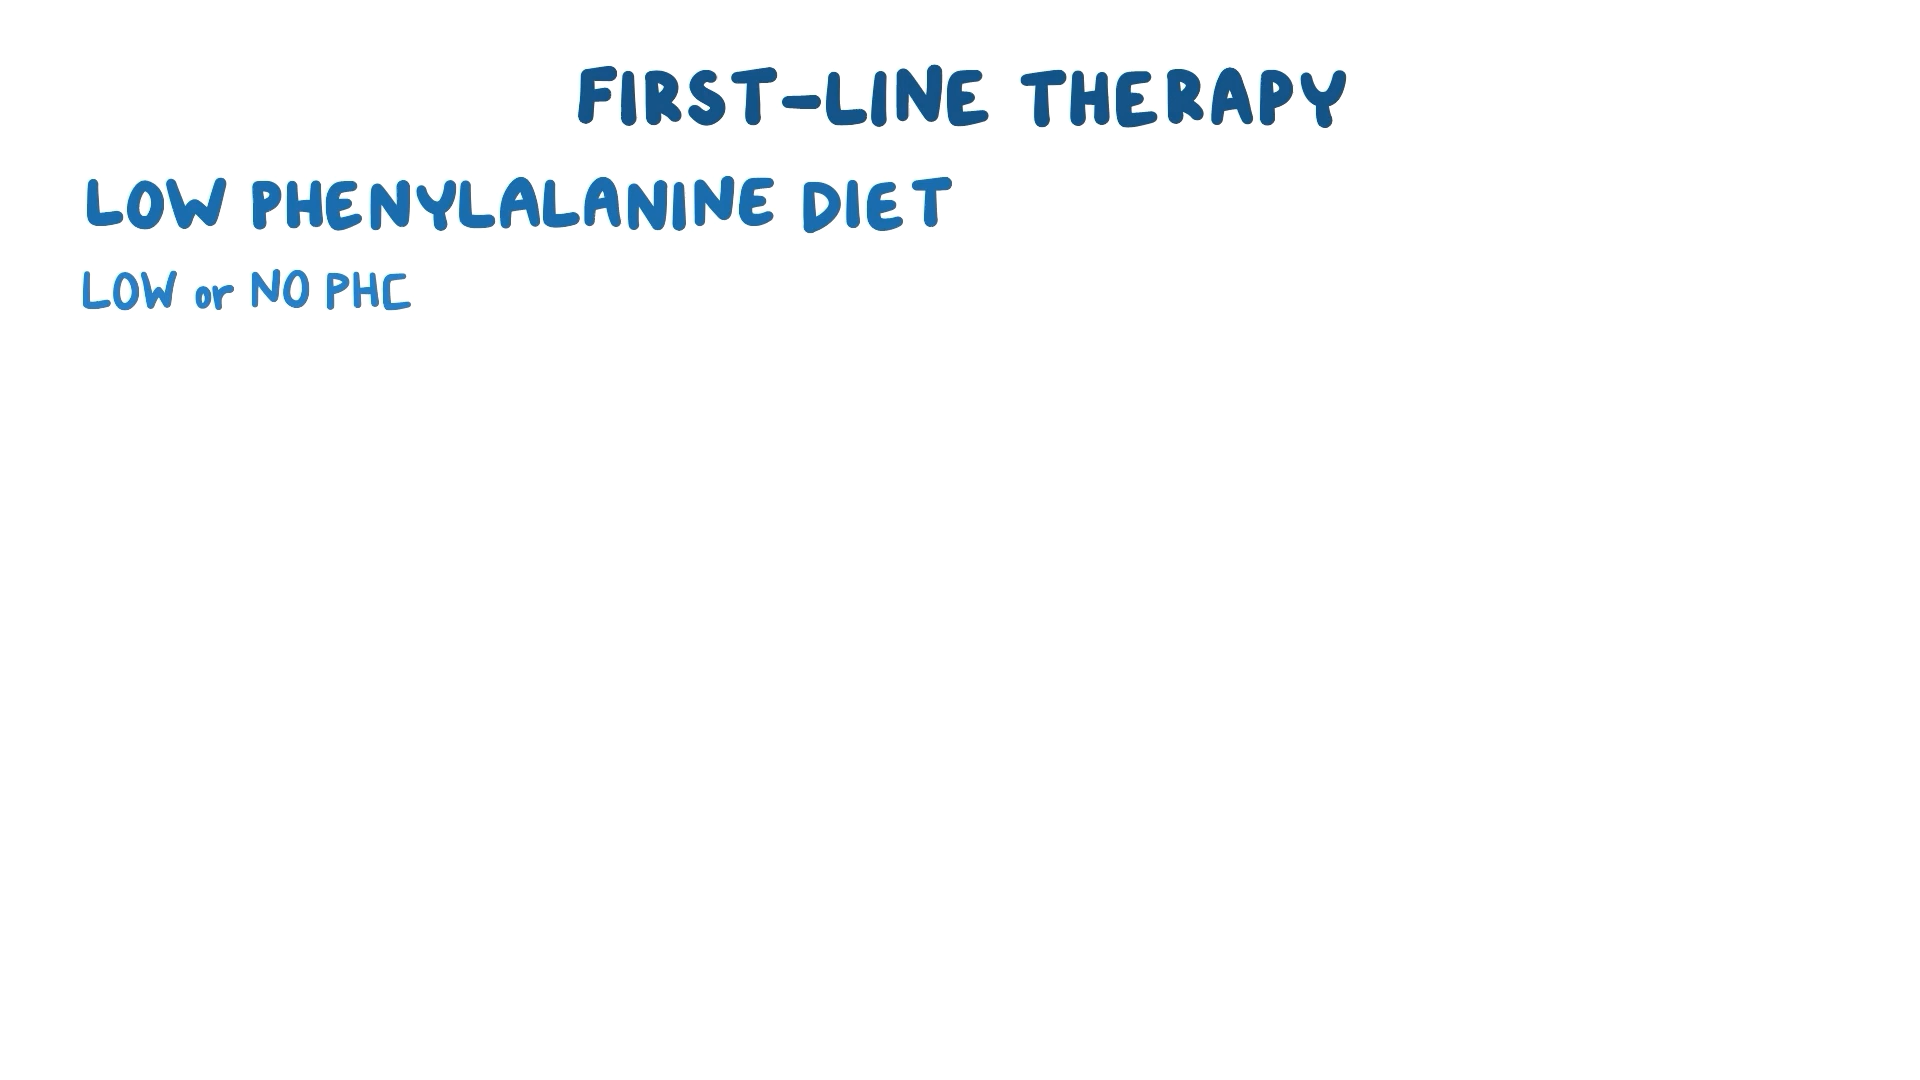 FIRST-LINE THERAPY
LOW PHENYLALANINE DIET
LOW or NO PHC